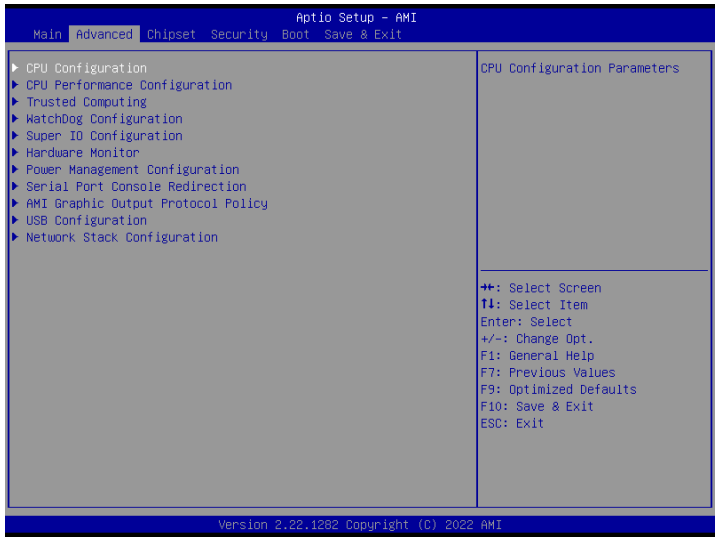 Aptio Setup – AMI
Main Advanced Chipset Security Boot Save & Exit
CPU Configuration
CPU Performance Configuration
Trusted Computing
WatchDog Configuration
Super IO Configuration
Hardware Monitor
Power Management Configuration
Serial Port Console Redirection
AMI Graphic Output Protocol Policy
USB Configuration
Network Stack Configuration
CPU Configuration Parameters
→←: Select Screen
↑↓: Select Item
Enter: Select
+/-: Change Opt.
F1: General Help
F7: Previous Values
F9: Optimized Defaults
F10: Save & Exit
ESC: Exit
Version 2.22.1282 Copyright (C) 2022 AMI